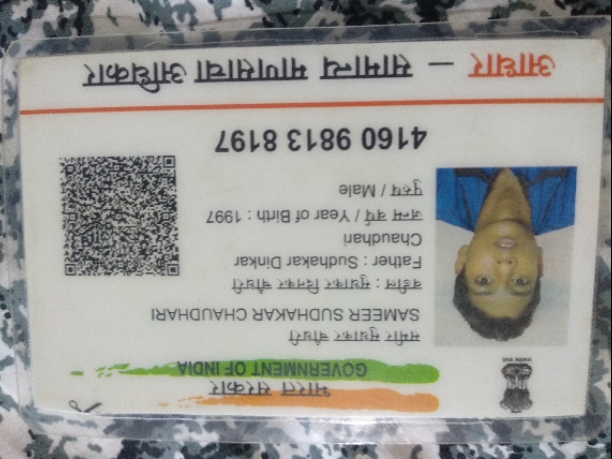 भारत सरकार
GOVERNMENT OF INDIA
समीर सुधाकर चौधरी
SAMEER SUDHAKAR CHAUDHARI
वडील : सुधाकर दिनकर चौधरी
Father : Sudhakar Dinkar
Chaudhari
जन्म वर्ष / Year of Birth : 1997
पुरुष / Male
4160 9813 8197
आधार — सामान्य माणसाचा अधिकार